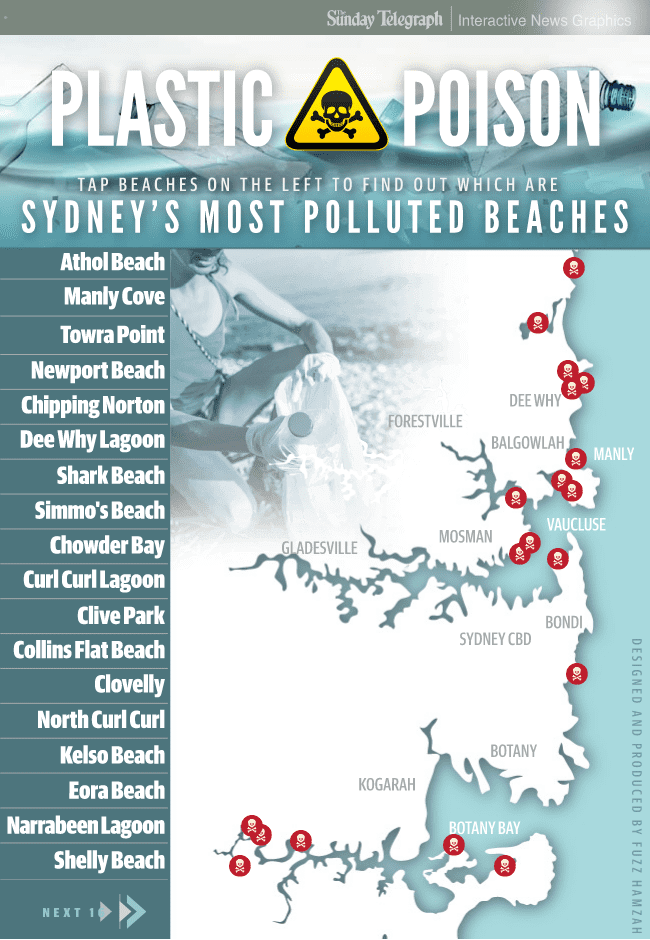 The Sunday Telegraph Interactive News Graphics
PLASTIC POISON
TAP BEACHES ON THE LEFT TO FIND OUT WHICH ARE
SYDNEY'S MOST POLLUTED BEACHES
Athol Beach
Manly Cove
Towra Point
Newport Beach
Chipping Norton
Dee Why Lagoon
Shark Beach
Simmo's Beach
Chowder Bay
Curl Curl Lagoon
Clive Park
Collins Flat Beach
Clovelly
North Curl Curl
Kelso Beach
Eora Beach
Narrabeen Lagoon
Shelly Beach
NEXT 1
DEE WHY
FORESTVILLE
BALGOWLAH
MANLY
VAUCLUSE
MOSMAN
GLADESVILLE
BONDI
SYDNEY CBD
BOTANY
KOGARAH
BOTANY BAY
DESIGNED AND PRODUCED BY FUZZ HAMZAH